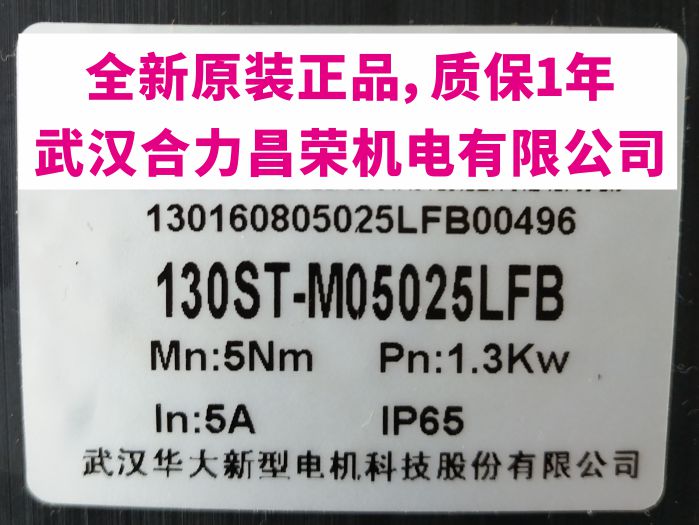 全新原装正品，质保1年
武汉合力昌荣机电有限公司
130160805025LFB00496
130ST-M05025LFB
Mn:5Nm Pn:1.3Kw
In:5A IP65
武汉华大新型电机科技股份有限公司